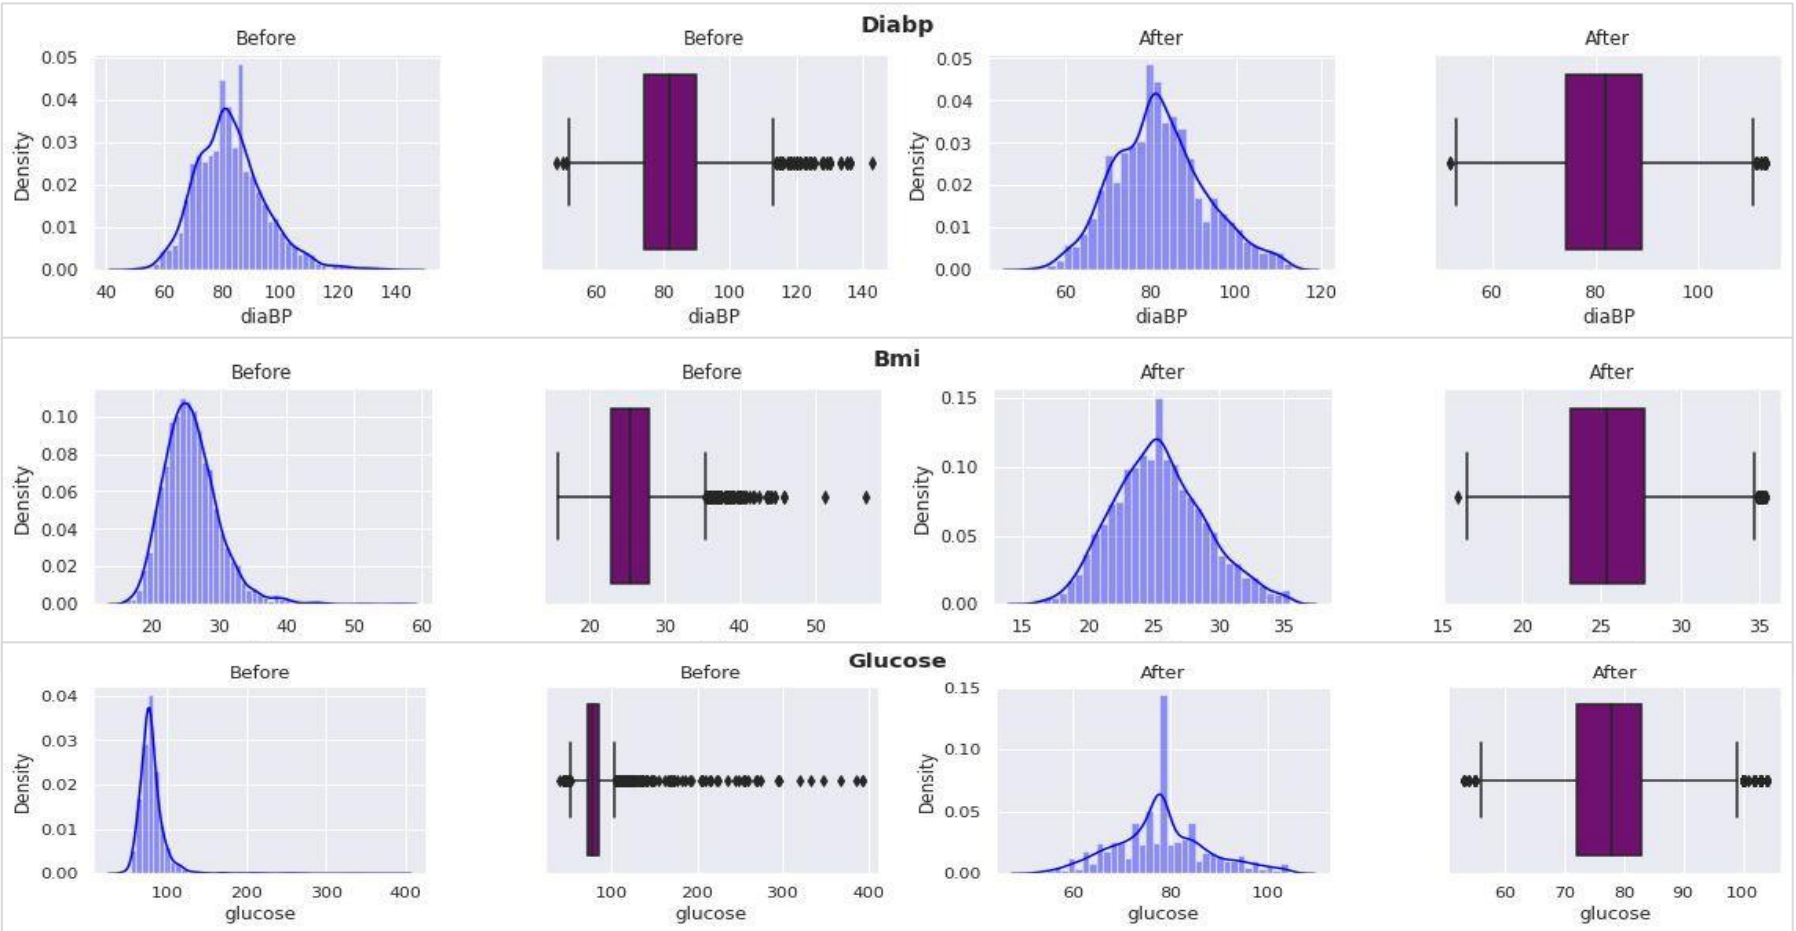 Diabp
Before
Before
After
After
0.05
0.04
0.03
0.02
0.01
0.00
Density
40 60 80 100 120 140
diaBP
60 80 100 120 140
diaBP
0.05
0.04
0.03
0.02
0.01
0.00
Density
60 80 100 120
diaBP
60 80 100
diaBP
Bmi
Before
Before
After
After
0.10
0.08
0.06
0.04
0.02
0.00
Density
20 30 40 50 60
20 30 40 50
0.15
0.10
0.05
0.00
Density
15 20 25 30 35
15 20 25 30 35
Glucose
Before
Before
After
After
0.04
0.03
0.02
0.01
0.00
Density
100 200 300 400
glucose
100 200 300 400
glucose
0.15
0.10
0.05
0.00
Density
60 80 100
glucose
60 70 80 90 100
glucose